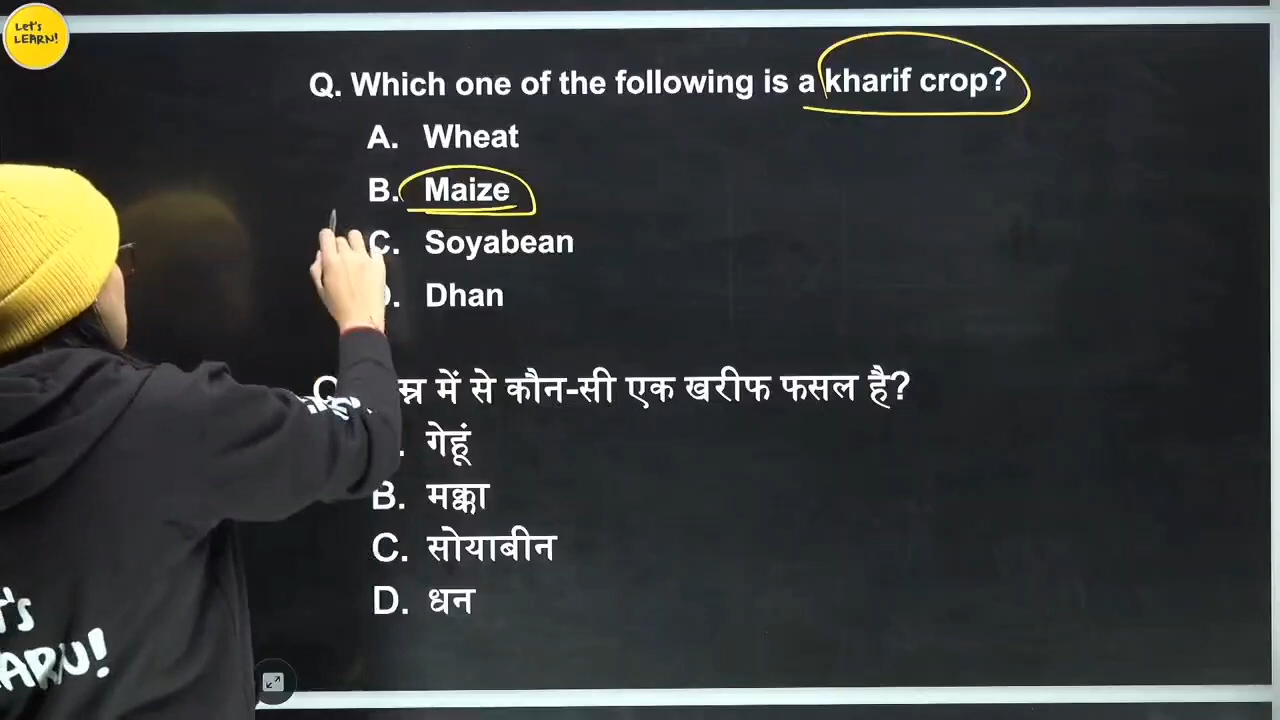 Let's
LEARN!
Q. Which one of the following is a kharif crop?
A. Wheat
B. Maize
C. Soyabean
D. Dhan
में से कौन-सी एक खरीफ फसल है?
गेहूं
B. मक्का
C. सोयाबीन
D. धन